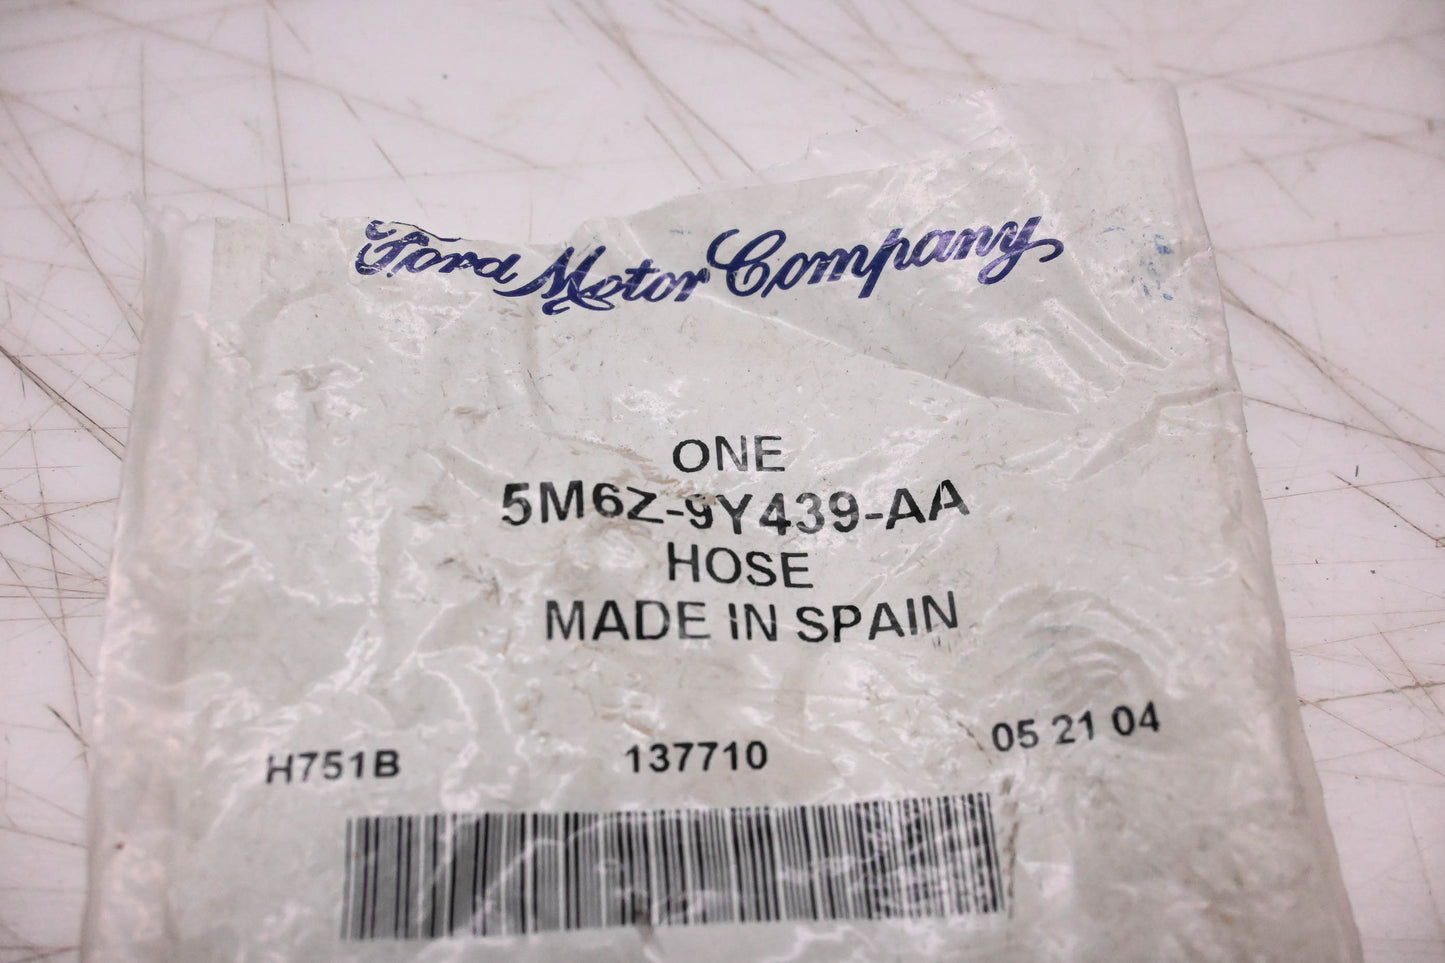 Ford Motor Company
ONE
5M6Z-9Y439-AA
HOSE
MADE IN SPAIN
H751B 137710 05 21 04